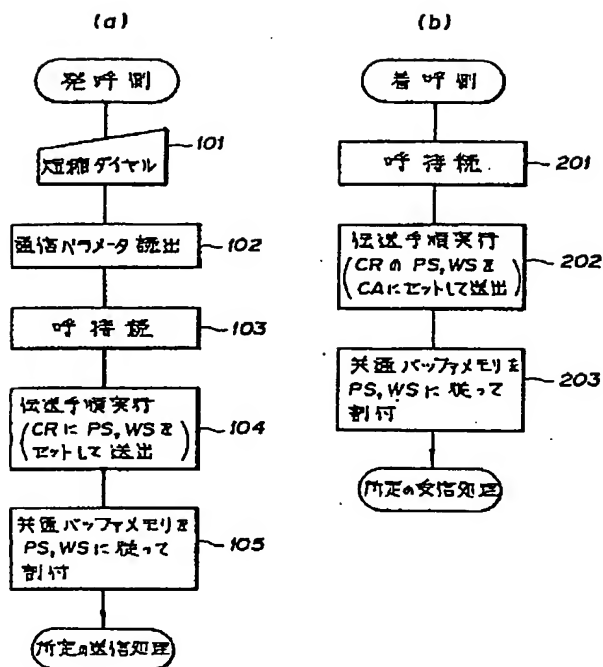 (a)
発呼側
短縮ダイヤル
101
通信パラメータ読出
102
呼接続
103
伝送手順実行
(CRにPS,WSを
セットして送出)
104
共通バッファメモリを
PS,WSに従って
割付
105
所定の送信処理
(b)
着呼側
呼接続
201
伝送手順実行
(CRのPS,WSを
CAにセットして送出)
202
共通バッファメモリを
PS,WSに従って
割付
203
所定の受信処理